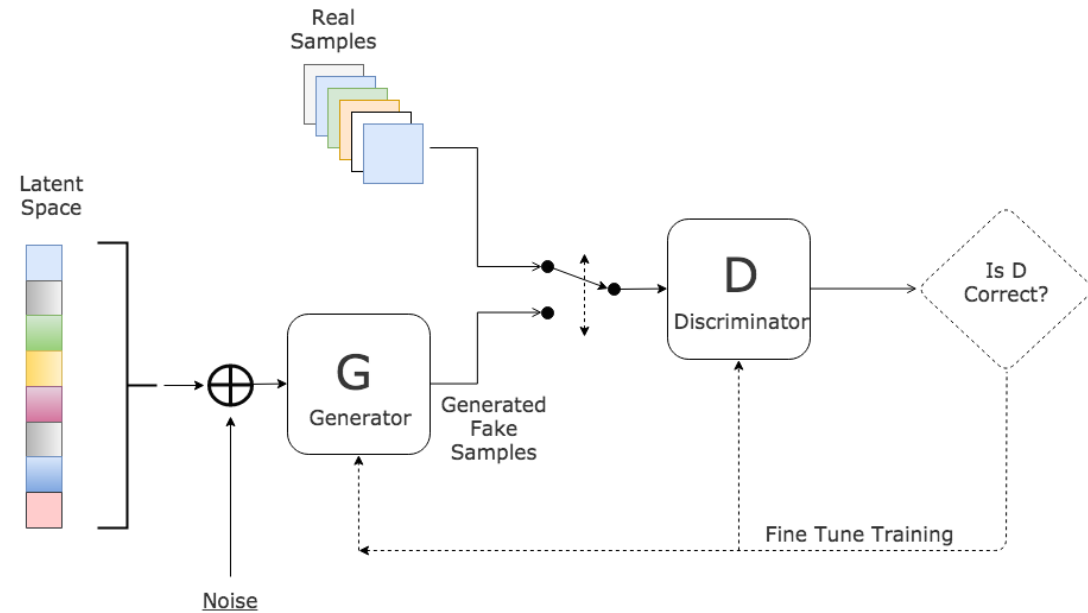 Real
Samples
Latent
Space
D
Discriminator
Is D
Correct?
G
Generator
Generated
Fake
Samples
Fine Tune Training
Noise